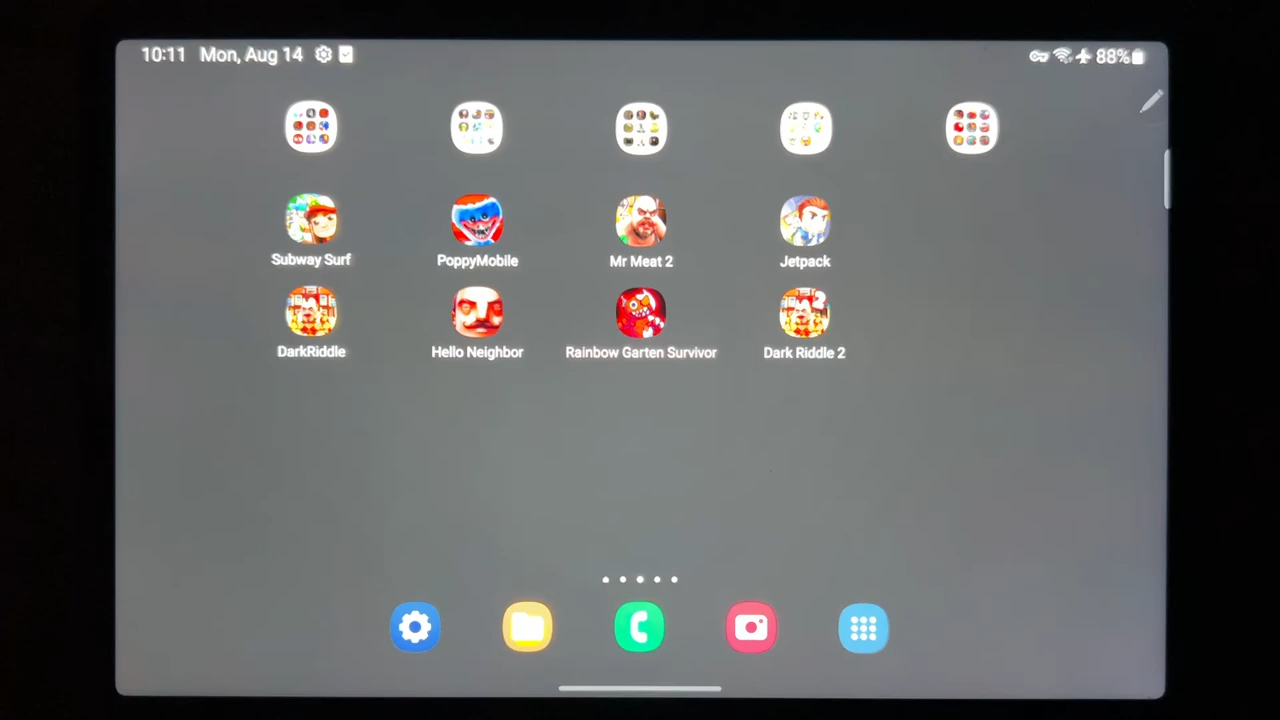 10:11 Mon, Aug 14 88%
Subway Surf PoppyMobile Mr Meat 2 Jetpack
2
DarkRiddle Hello Neighbor Rainbow Garten Survivor Dark Riddle 2